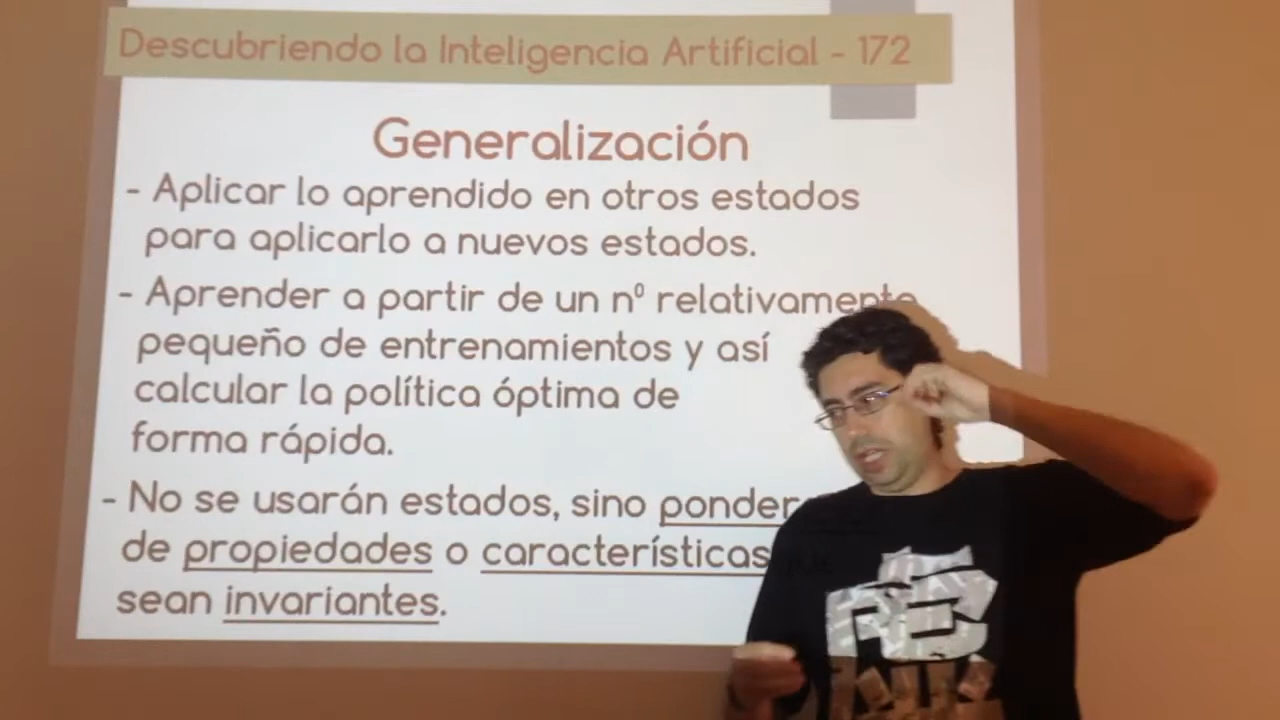 Descubriendo la Inteligencia Artificial - 172
Generalización
- Aplicar lo aprendido en otros estados
para aplicarlo a nuevos estados.
- Aprender a partir de un nº relativamente
pequeño de entrenamientos y así
calcular la política óptima de
forma rápida.
- No se usarán estados, sino
de propiedades o características
sean invariantes.